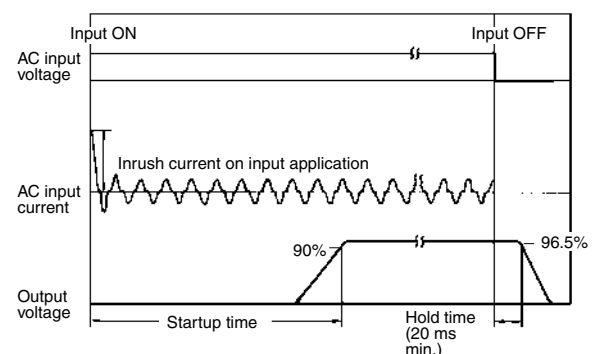 Input ON
Input OFF
AC input
voltage
Inrush current on input application
AC input
current
90%
96.5%
Output
voltage
Startup time
Hold time
(20 ms
min.)